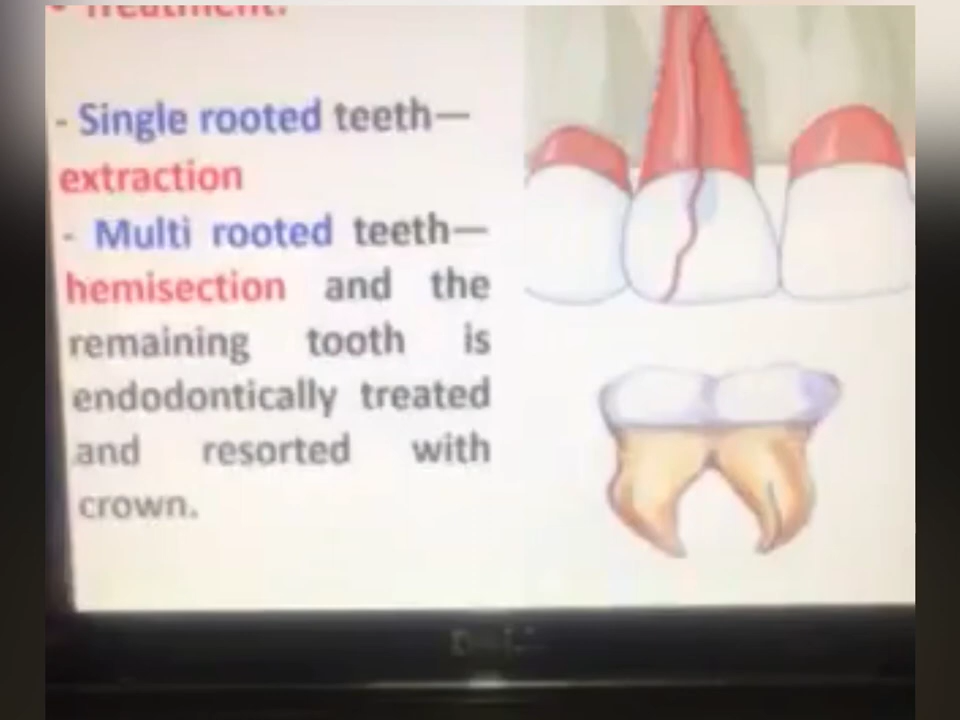 • Treatment:
- Single rooted teeth—
extraction
- Multi rooted teeth—
hemisection and the
remaining tooth is
endodontically treated
and resorted with
crown.